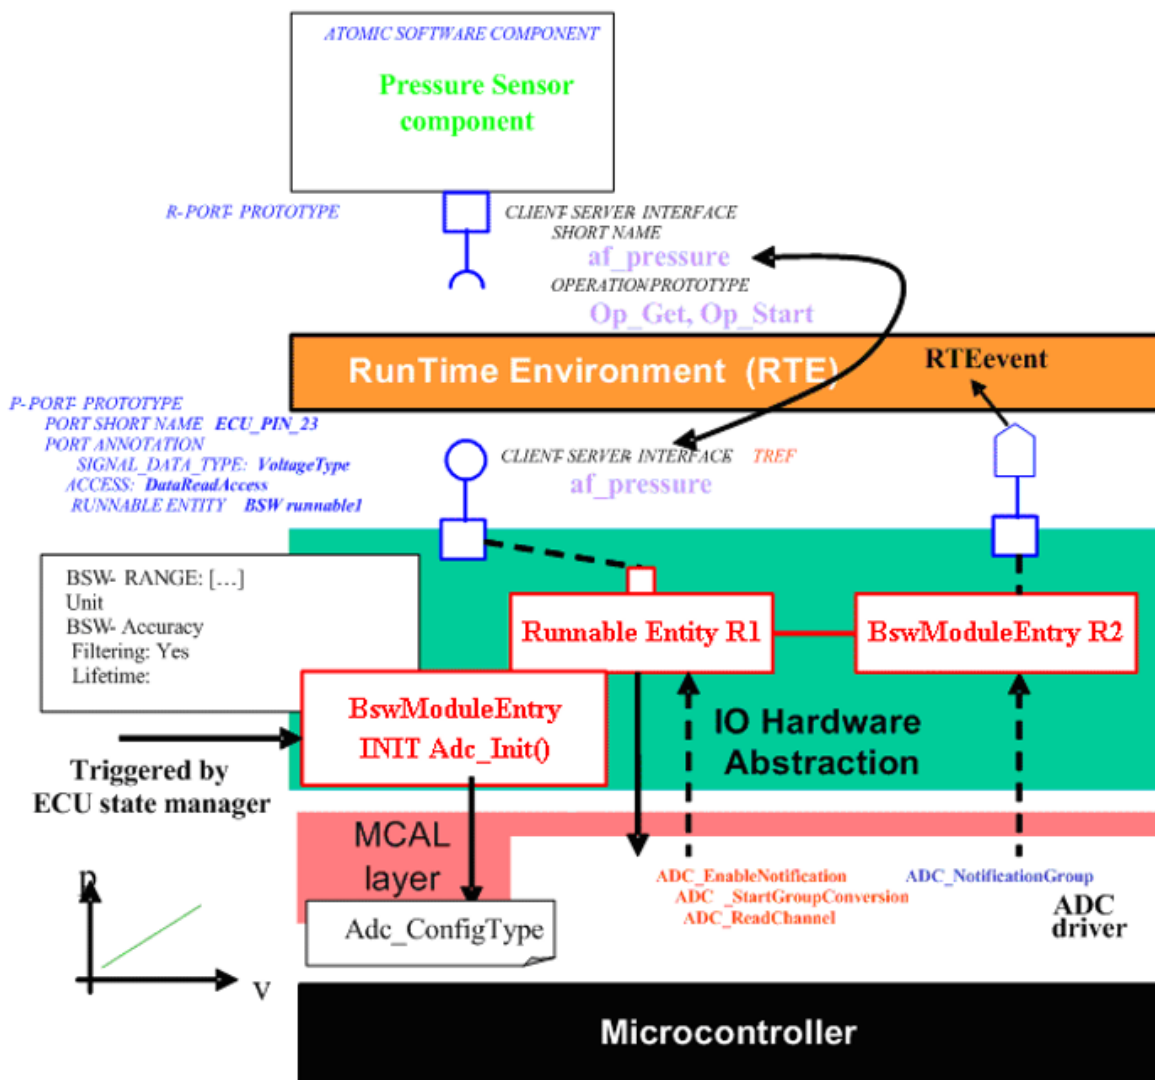 ATOMIC SOFTWARE COMPONENT
Pressure Sensor
component
R-PORT-PROTOTYPE
CLIENT-SERVER-INTERFACE
SHORT NAME
af_pressure
OPERATION-PROTOTYPE
Op_Get, Op_Start
RunTime Environment (RTE)
RTEevent
P-PORT-PROTOTYPE
PORT SHORT NAME ECU_PIN_23
PORT ANNOTATION
SIGNAL_DATA_TYPE: VoltageType
ACCESS: DataReadAccess
RUNNABLE ENTITY BSW runnable1
CLIENT-SERVER-INTERFACE TREF
af_pressure
BSW- RANGE: [...]
Unit
BSW- Accuracy
Filtering: Yes
Lifetime:
Runnable Entity R1
BswModuleEntry R2
BswModuleEntry
INIT Adc_Init()
IO Hardware
Abstraction
Triggered by
ECU state manager
MCAL
layer
Adc_ConfigType
ADC_EnableNotification
ADC _StartGroupConversion
ADC_ReadChannel
ADC_NotificationGroup
ADC
driver
p
v
Microcontroller